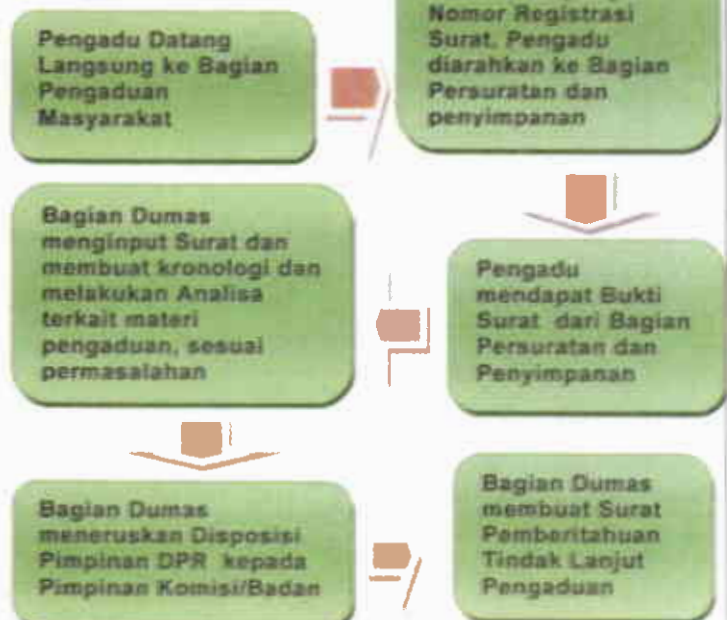 Pengadu Datang
Langsung ke Bagian
Pengaduan
Masyarakat
Nomor Registrasi
Surat, Pengadu
diarahkan ke Bagian
Persuratan dan
penyimpanan
Pengadu
mendapat Bukti
Surat dari Bagian
Persuratan dan
Penyimpanan
Bagian Dumas
menginput Surat dan
membuat kronologi dan
melakukan Analisa
terkait materi
pengaduan, sesuai
permasalahan
Bagian Dumas
meneruskan Disposisi
Pimpinan DPR kepada
Pimpinan Komisi/Badan
Bagian Dumas
membuat Surat
Pemberitahuan
Tindak Lanjut
Pengaduan